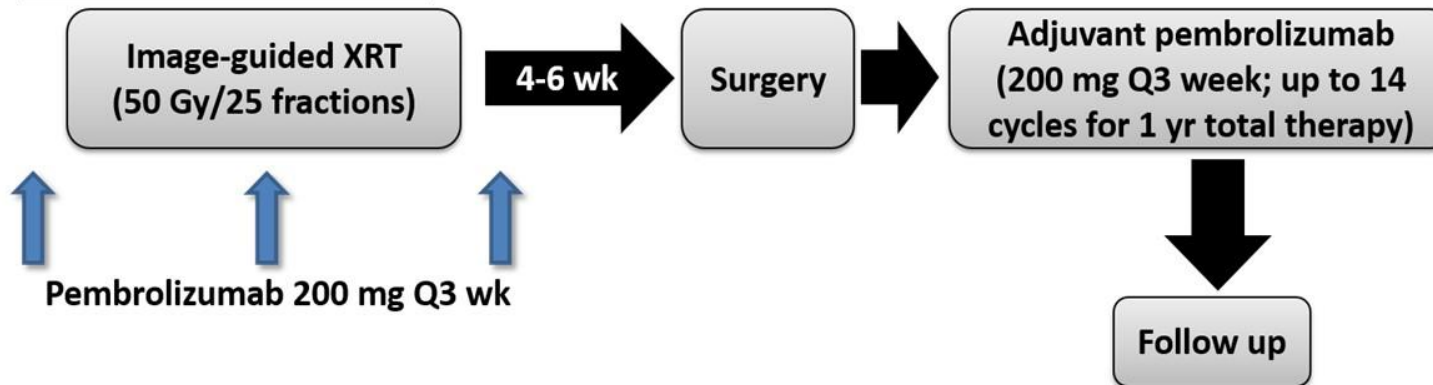 Image-guided XRT
(50 Gy/25 fractions)
4-6 wk
Surgery
Adjuvant pembrolizumab
(200 mg Q3 week; up to 14
cycles for 1 yr total therapy)
Pembrolizumab 200 mg Q3 wk
Follow up